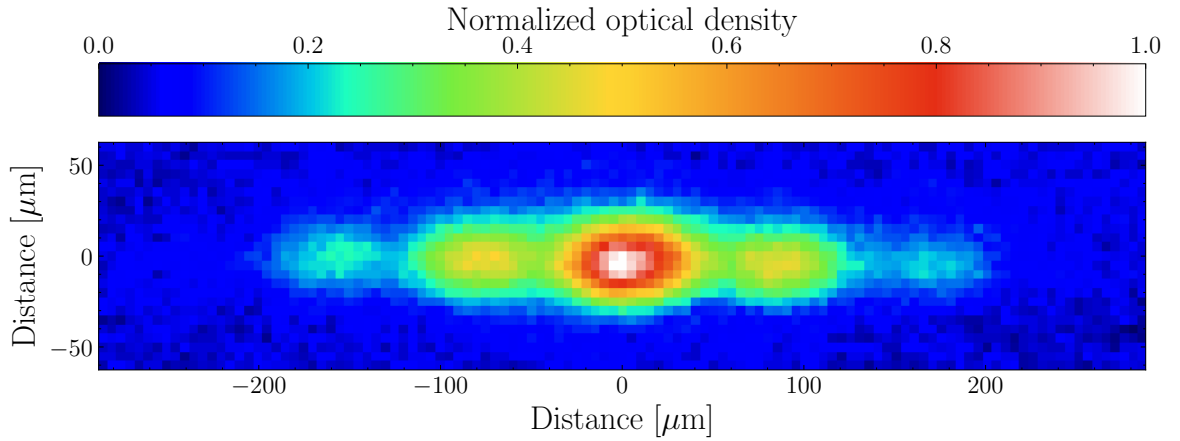 Normalized optical density
0.0 0.2 0.4 0.6 0.8 1.0
Distance [μm]
50
0
−50
−200 −100 0 100 200
Distance [μm]